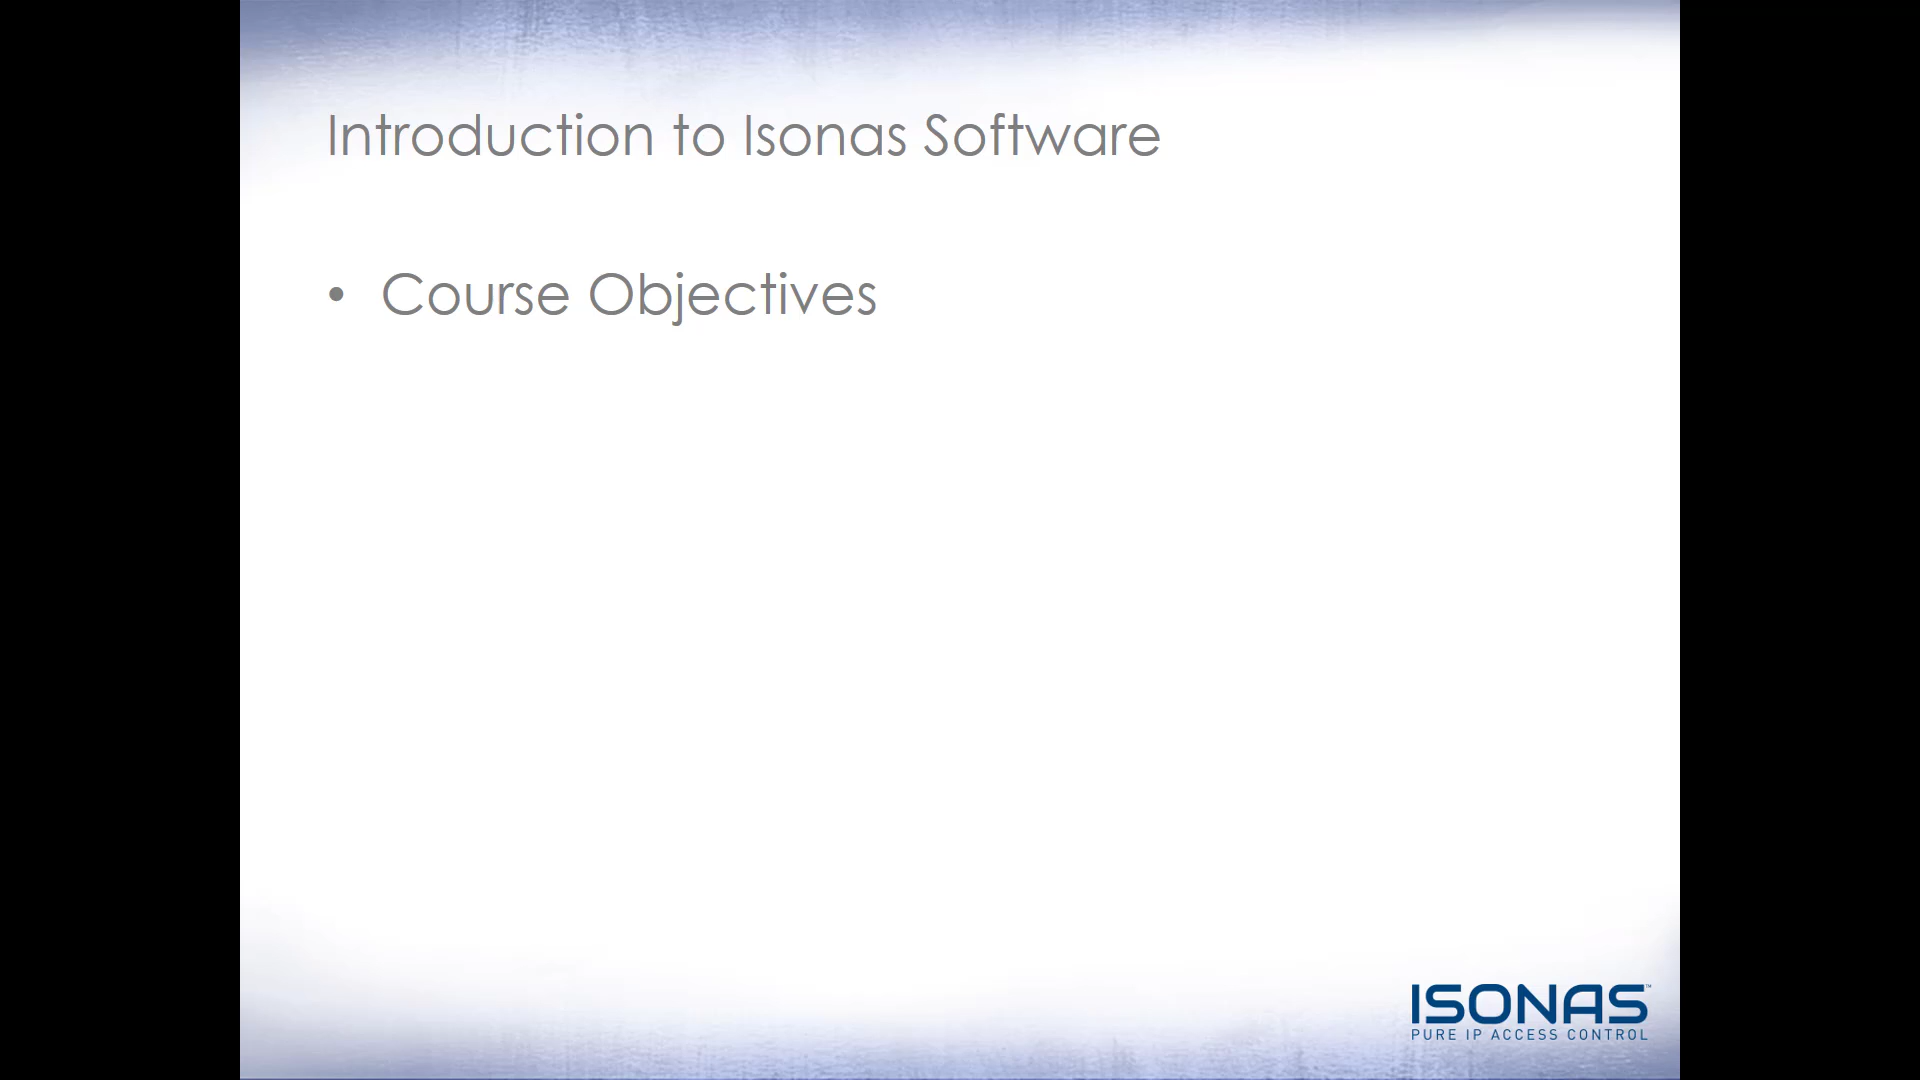 Introduction to Isonas Software
• Course Objectives
ISONAS™
PURE IP ACCESS CONTROL